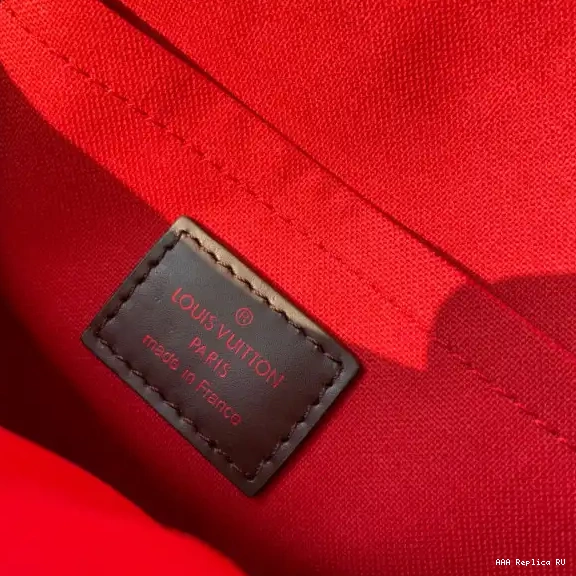 ®
LOUIS VUITTON
PARIS
made in France
AAA Replica RU